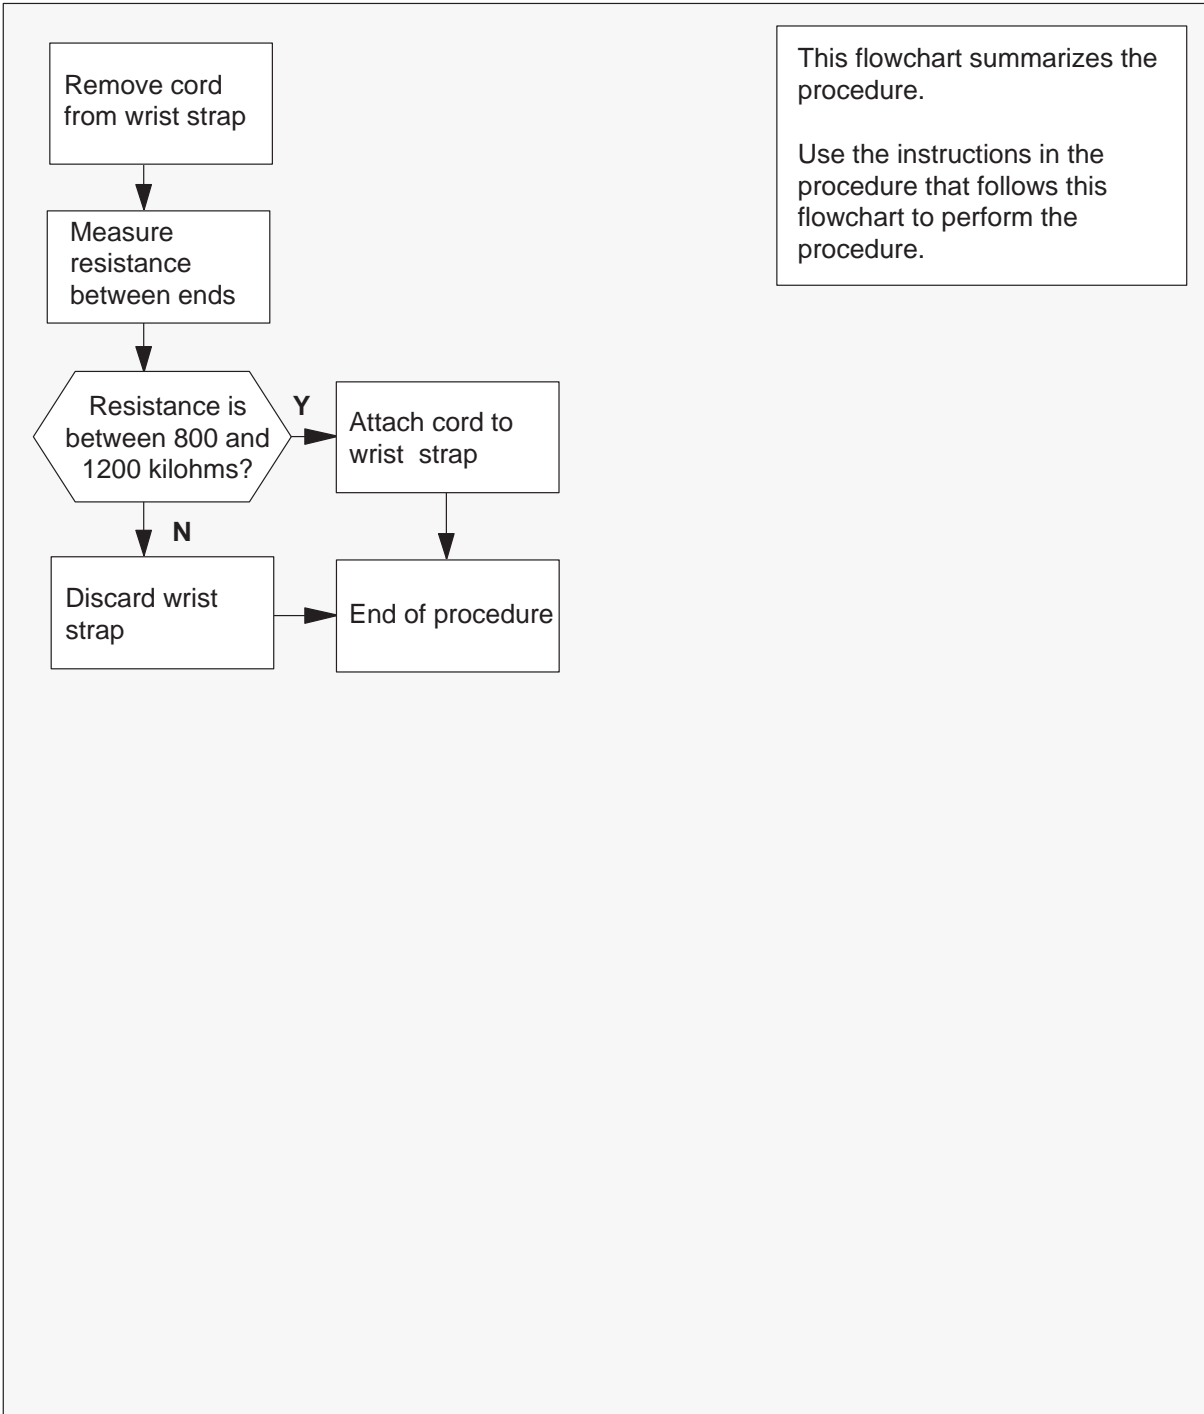 Remove cord
from wrist strap
Measure
resistance
between ends
Resistance is
between 800 and
1200 kilohms?
Y
Attach cord to
wrist strap
N
Discard wrist
strap
End of procedure
This flowchart summarizes the
procedure.
Use the instructions in the
procedure that follows this
flowchart to perform the
procedure.